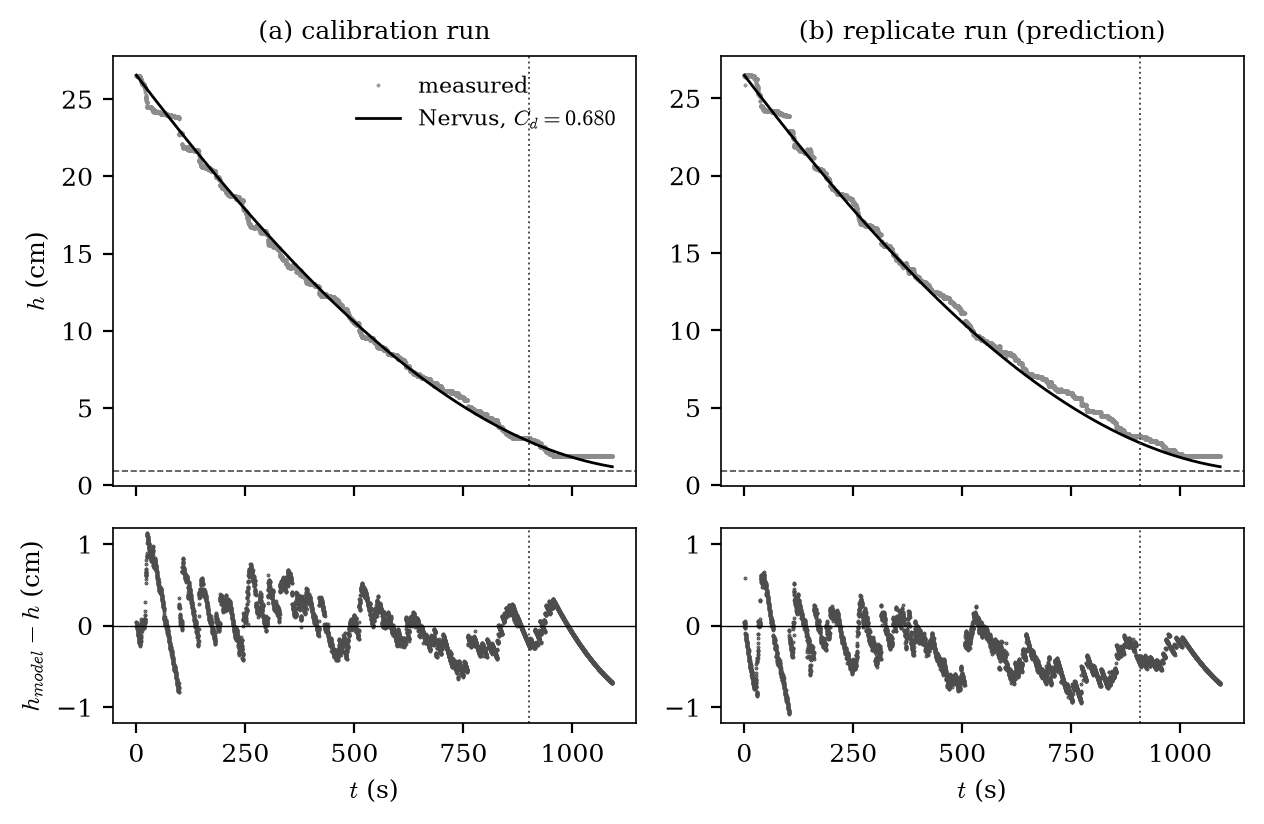 (a) calibration run
(b) replicate run (prediction)
measured
Nervus, $C_d = 0.680$
h (cm)
25
20
15
10
5
0
25
20
15
10
5
0
$h_{model} - h$ (cm)
1
0
−1
1
0
−1
0 250 500 750 1000
0 250 500 750 1000
t (s)
t (s)